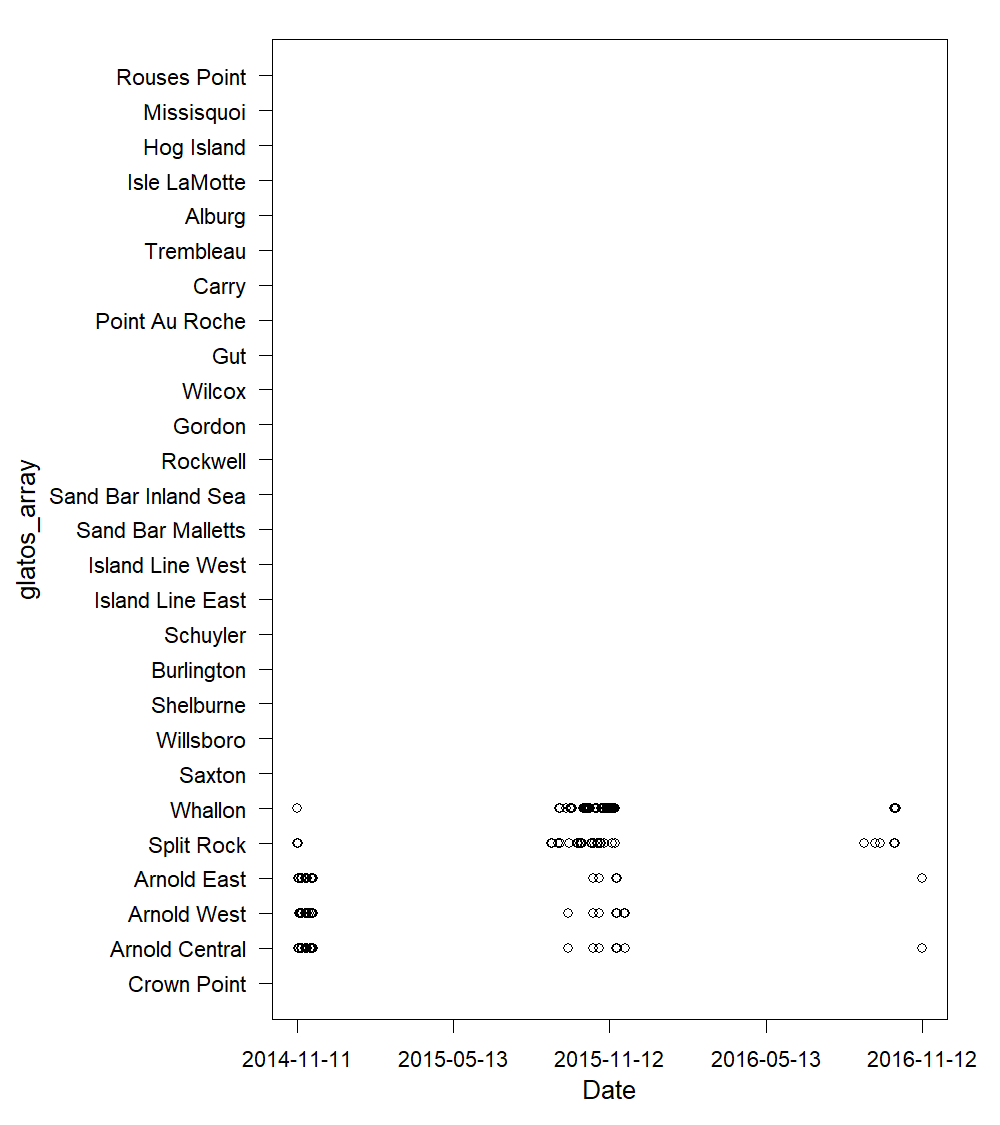 Rouses Point
Missisquoi
Hog Island
Isle LaMotte
Alburg
Trembleau
Carry
Point Au Roche
Gut
Wilcox
Gordon
Rockwell
Sand Bar Inland Sea
Sand Bar Malletts
Island Line West
Island Line East
Schuyler
Burlington
Shelburne
Willsboro
Saxton
Whallon
Split Rock
Arnold East
Arnold West
Arnold Central
Crown Point
glatos_array
2014-11-11 2015-05-13 2015-11-12 2016-05-13 2016-11-12
Date